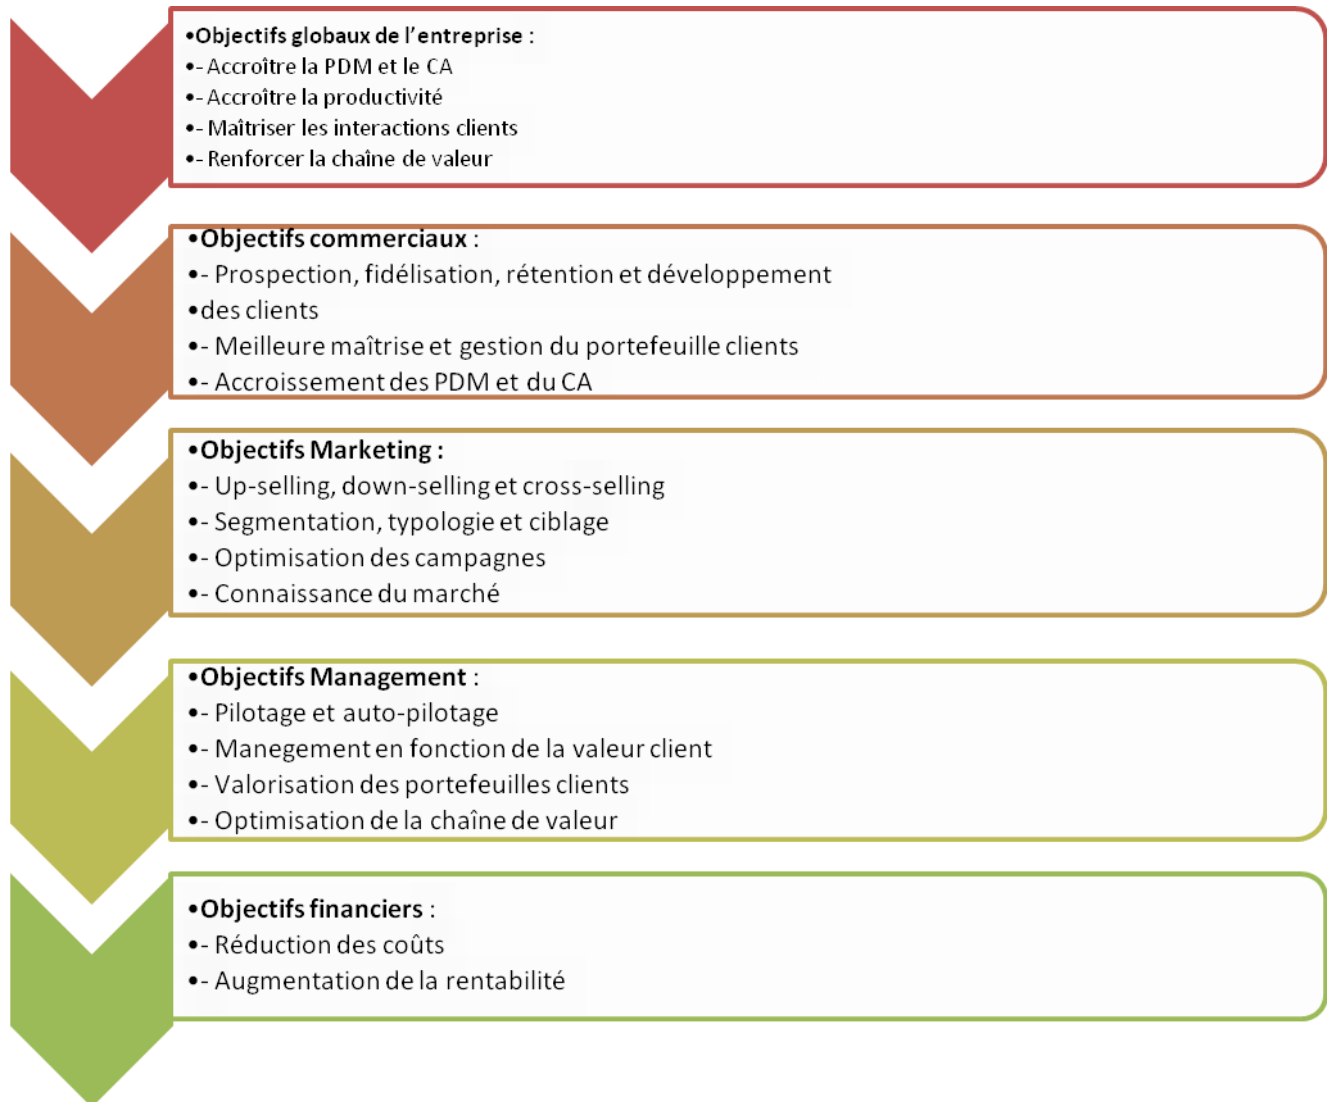 •Objectifs globaux de l’entreprise :
•- Accroître la PDM et le CA
•- Accroître la productivité
•- Maîtriser les interactions clients
•- Renforcer la chaîne de valeur
•Objectifs commerciaux :
•- Prospection, fidélisation, rétention et développement
•des clients
•- Meilleure maîtrise et gestion du portefeuille clients
•- Accroissement des PDM et du CA
•Objectifs Marketing :
•- Up-selling, down-selling et cross-selling
•- Segmentation, typologie et ciblage
•- Optimisation des campagnes
•- Connaissance du marché
•Objectifs Management :
•- Pilotage et auto-pilotage
•- Manegement en fonction de la valeur client
•- Valorisation des portefeuilles clients
•- Optimisation de la chaîne de valeur
•Objectifs financiers :
•- Réduction des coûts
•- Augmentation de la rentabilité